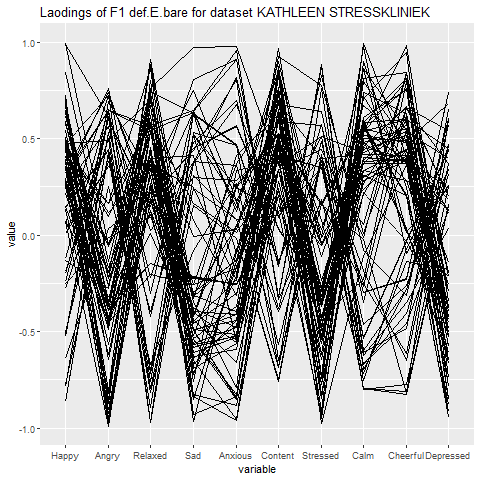 Laodings of F1 def.E.bare for dataset KATHLEEN STRESSKLINIEK
1.0
0.5
0.0
-0.5
-1.0
value
Happy Angry Relaxed Sad Anxious Content Stressed Calm Cheerful Depressed
variable